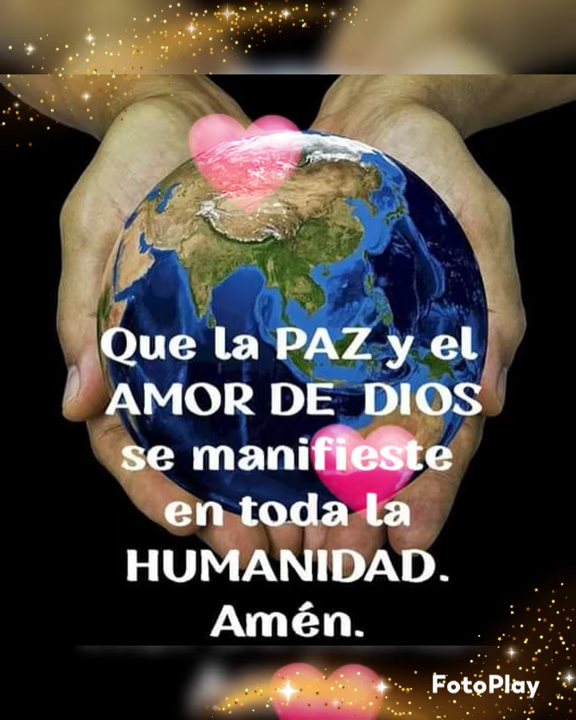 Que la PAZ y el
AMOR DE DIOS
se manifieste
en toda la
HUMANIDAD.
Amén.
FotoPlay